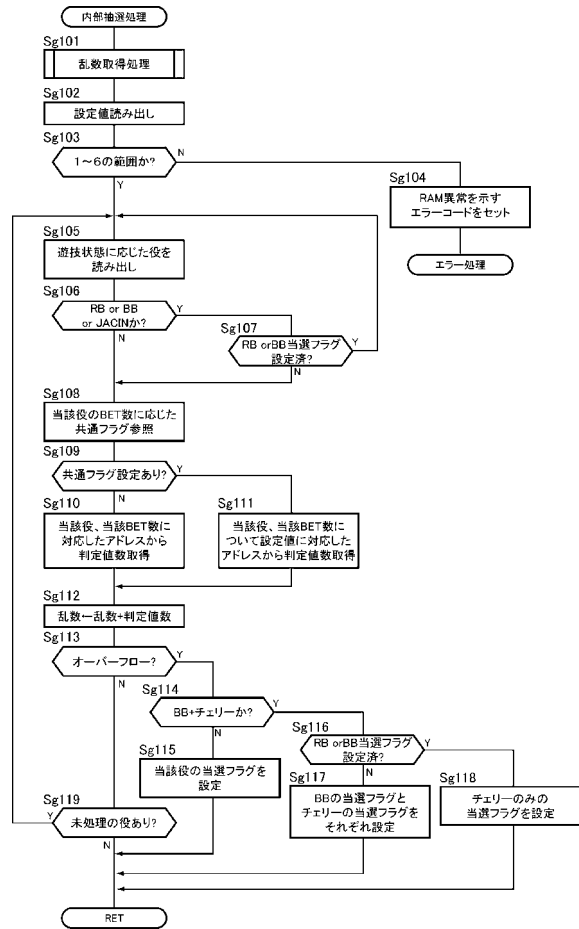 内部抽選処理
Sg101
乱数取得処理
Sg102
設定値読み出し
Sg103
1～6の範囲か?
N
Y
Sg104
RAM異常を示す
エラーコードをセット
エラー処理
Sg105
遊技状態に応じた役を
読み出し
Sg106
RB or BB
or JACINか?
Y
N
Sg107
RB orBB当選フラグ
設定済?
Y
N
Sg108
当該役のBET数に応じた
共通フラグ参照
Sg109
共通フラグ設定あり?
Y
N
Sg110
当該役、当該BET数に
対応したアドレスから
判定値数取得
Sg111
当該役、当該BET数に
ついて設定値に対応した
アドレスから判定値数取得
Sg112
乱数←乱数+判定値数
Sg113
オーバーフロー?
Y
N
Sg114
BB+チェリーか?
Y
N
Sg115
当該役の当選フラグを
設定
Sg116
RB orBB当選フラグ
設定済?
Y
N
Sg117
BBの当選フラグと
チェリーの当選フラグを
それぞれ設定
Sg118
チェリーのみの
当選フラグを設定
Sg119
未処理の役あり?
Y
N
RET